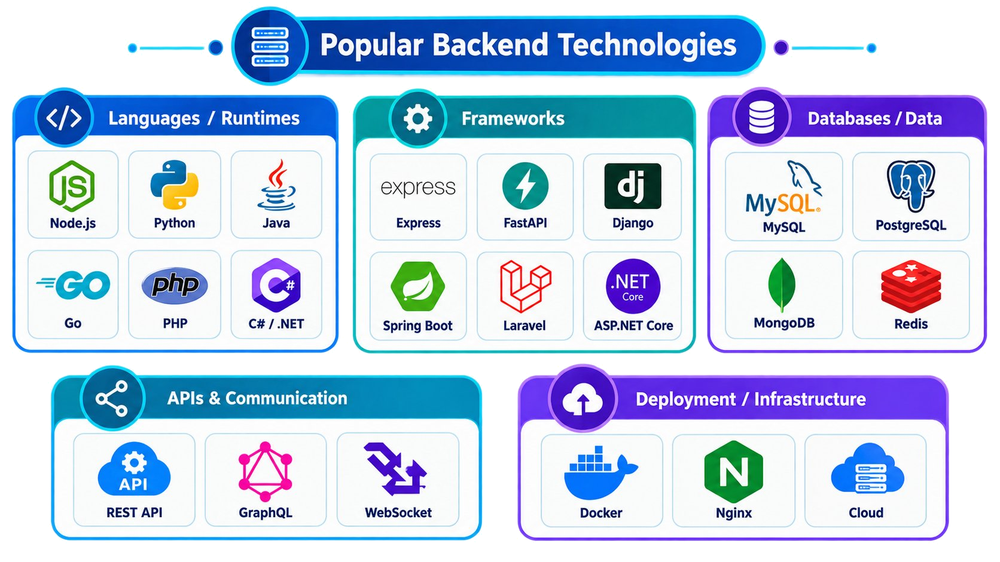 Popular Backend Technologies
Languages / Runtimes
JS
Node.js
Python
Java
GO
Go
php
PHP
C#
C# / .NET
Frameworks
express
Express
FastAPI
dj
Django
Spring Boot
Laravel
.NET
Core
ASP.NET Core
Databases / Data
MySQL®
MySQL
PostgreSQL
MongoDB
Redis
APIs & Communication
API
REST API
GraphQL
WebSocket
Deployment / Infrastructure
Docker
N
Nginx
Cloud